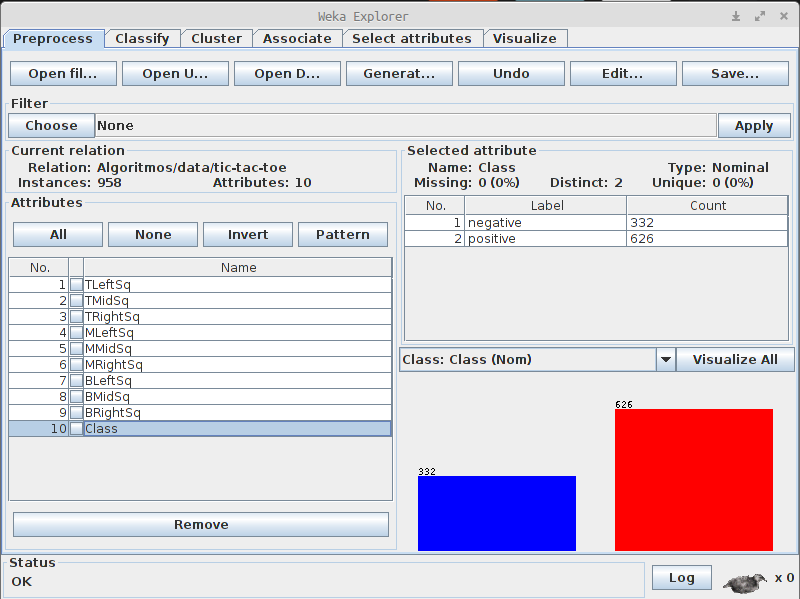 Weka Explorer
Preprocess Classify Cluster Associate Select attributes Visualize
Open fil... Open U... Open D... Generat... Undo Edit... Save...
Filter
Choose None Apply
Current relation
Relation: Algoritmos/data/tic-tac-toe
Instances: 958 Attributes: 10
Attributes
All None Invert Pattern
No. Name
1 TLeftSq
2 TMidSq
3 TRightSq
4 MLeftSq
5 MMidSq
6 MRightSq
7 BLeftSq
8 BMidSq
9 BRightSq
10 Class
Remove
Selected attribute
Name: Class Type: Nominal
Missing: 0 (0%) Distinct: 2 Unique: 0 (0%)
No. Label Count
1 negative 332
2 positive 626
Class: Class (Nom) Visualize All
626
332
Status
OK
Log x 0